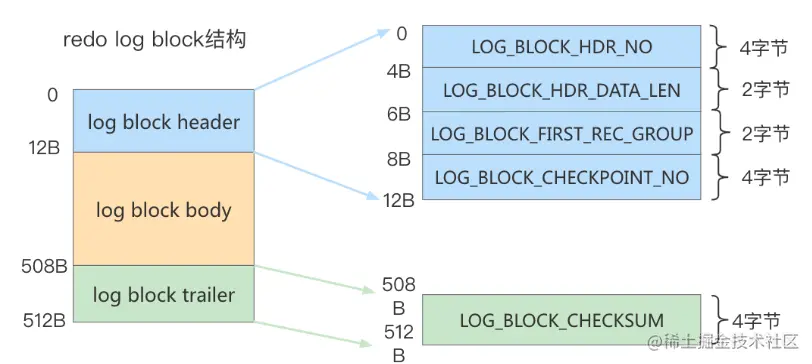 redo log block结构
0
log block header
12B
log block body
508B
log block trailer
512B
0
LOG_BLOCK_HDR_NO
4字节
4B
LOG_BLOCK_HDR_DATA_LEN
2字节
6B
LOG_BLOCK_FIRST_REC_GROUP
2字节
8B
LOG_BLOCK_CHECKPOINT_NO
4字节
12B
508
B
LOG_BLOCK_CHECKSUM
4字节
512
B
@稀土掘金技术社区